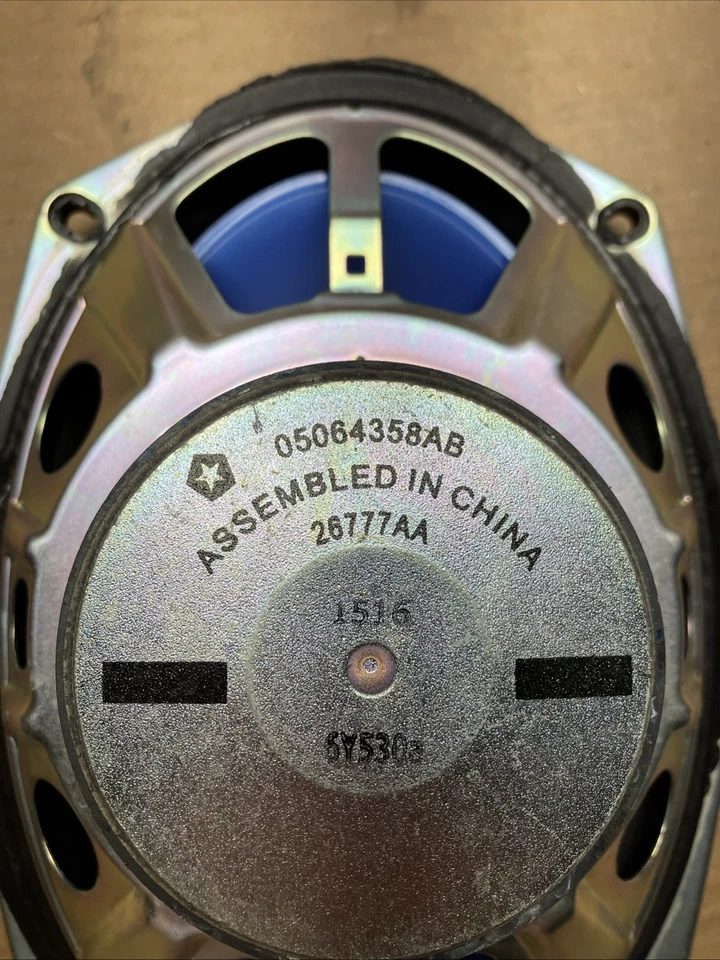 05064358AB
ASSEMBLED IN CHINA
26777AA
1516